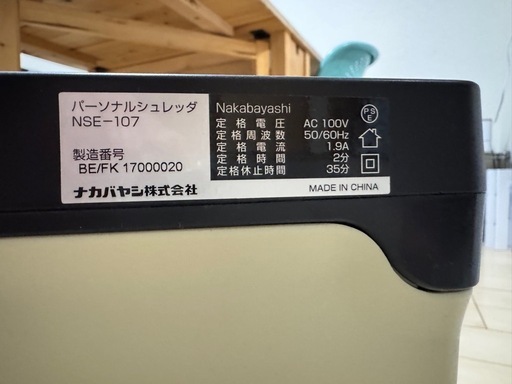 パーソナルシュレッダ
NSE-107
製造番号
BE/FK 17000020
ナカバヤシ株式会社
Nakabayashi
定格電圧 AC 100V
定格周波数 50/60Hz
定格電流 1.9A
定格時間 2分
定格休止時間 35分
PSE
MADE IN CHINA